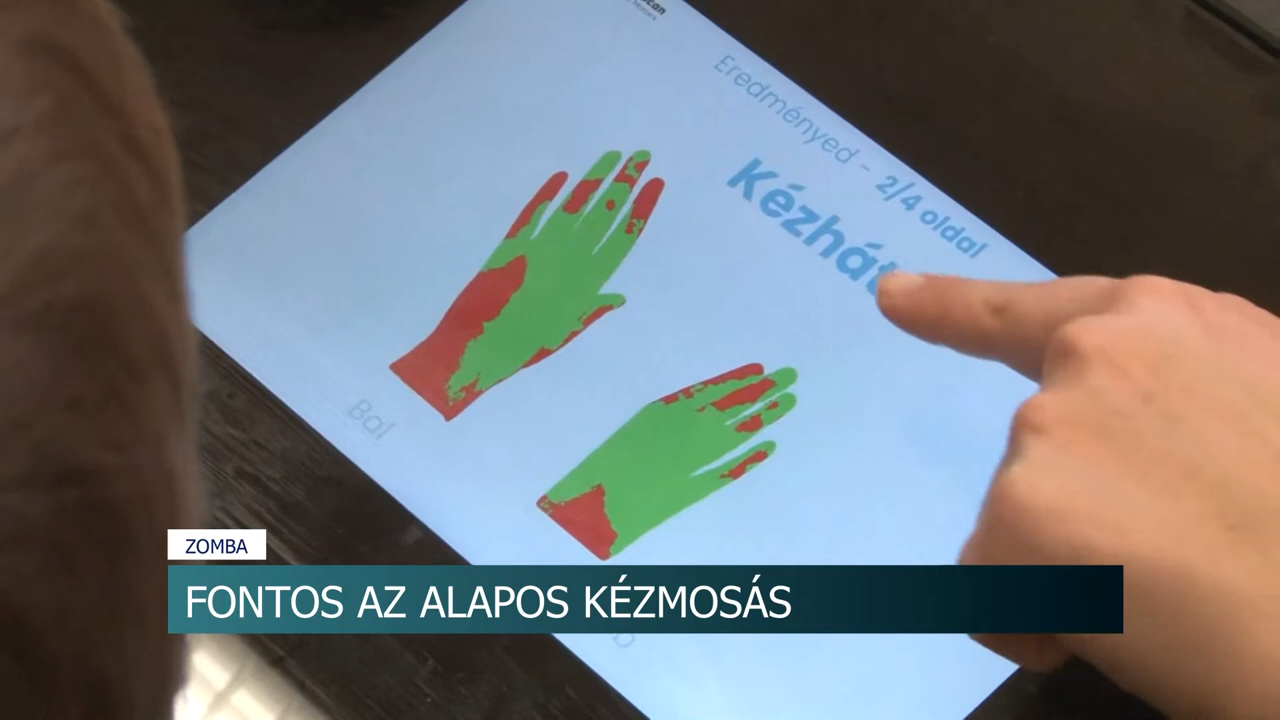 Eredményed - 2/4 oldal
Kézhát
Bal
ZOMBA
FONTOS AZ ALAPOS KÉZMOSÁS